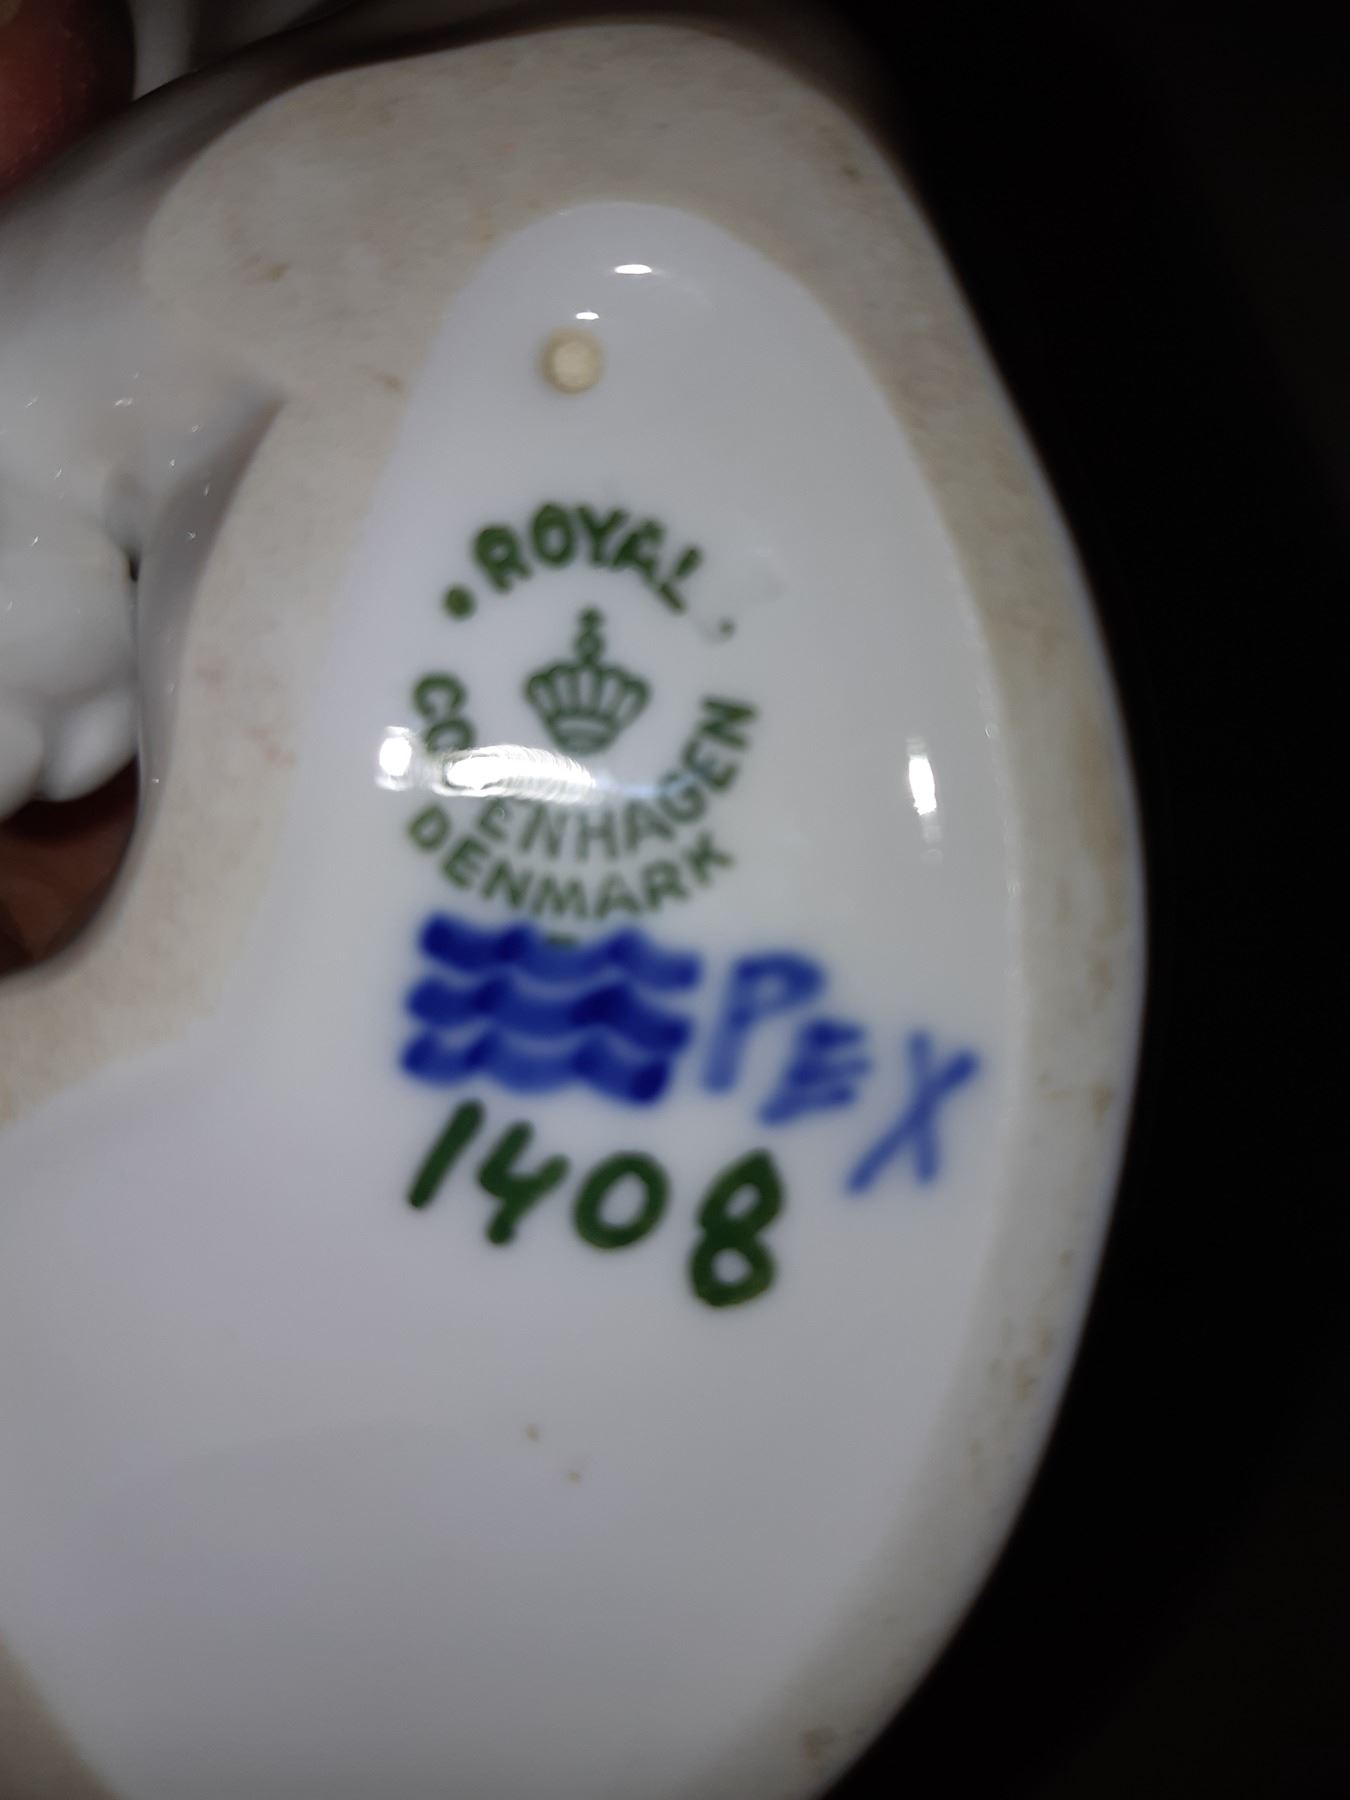 ROYAL
COPENHAGEN
DENMARK
PEX
1408